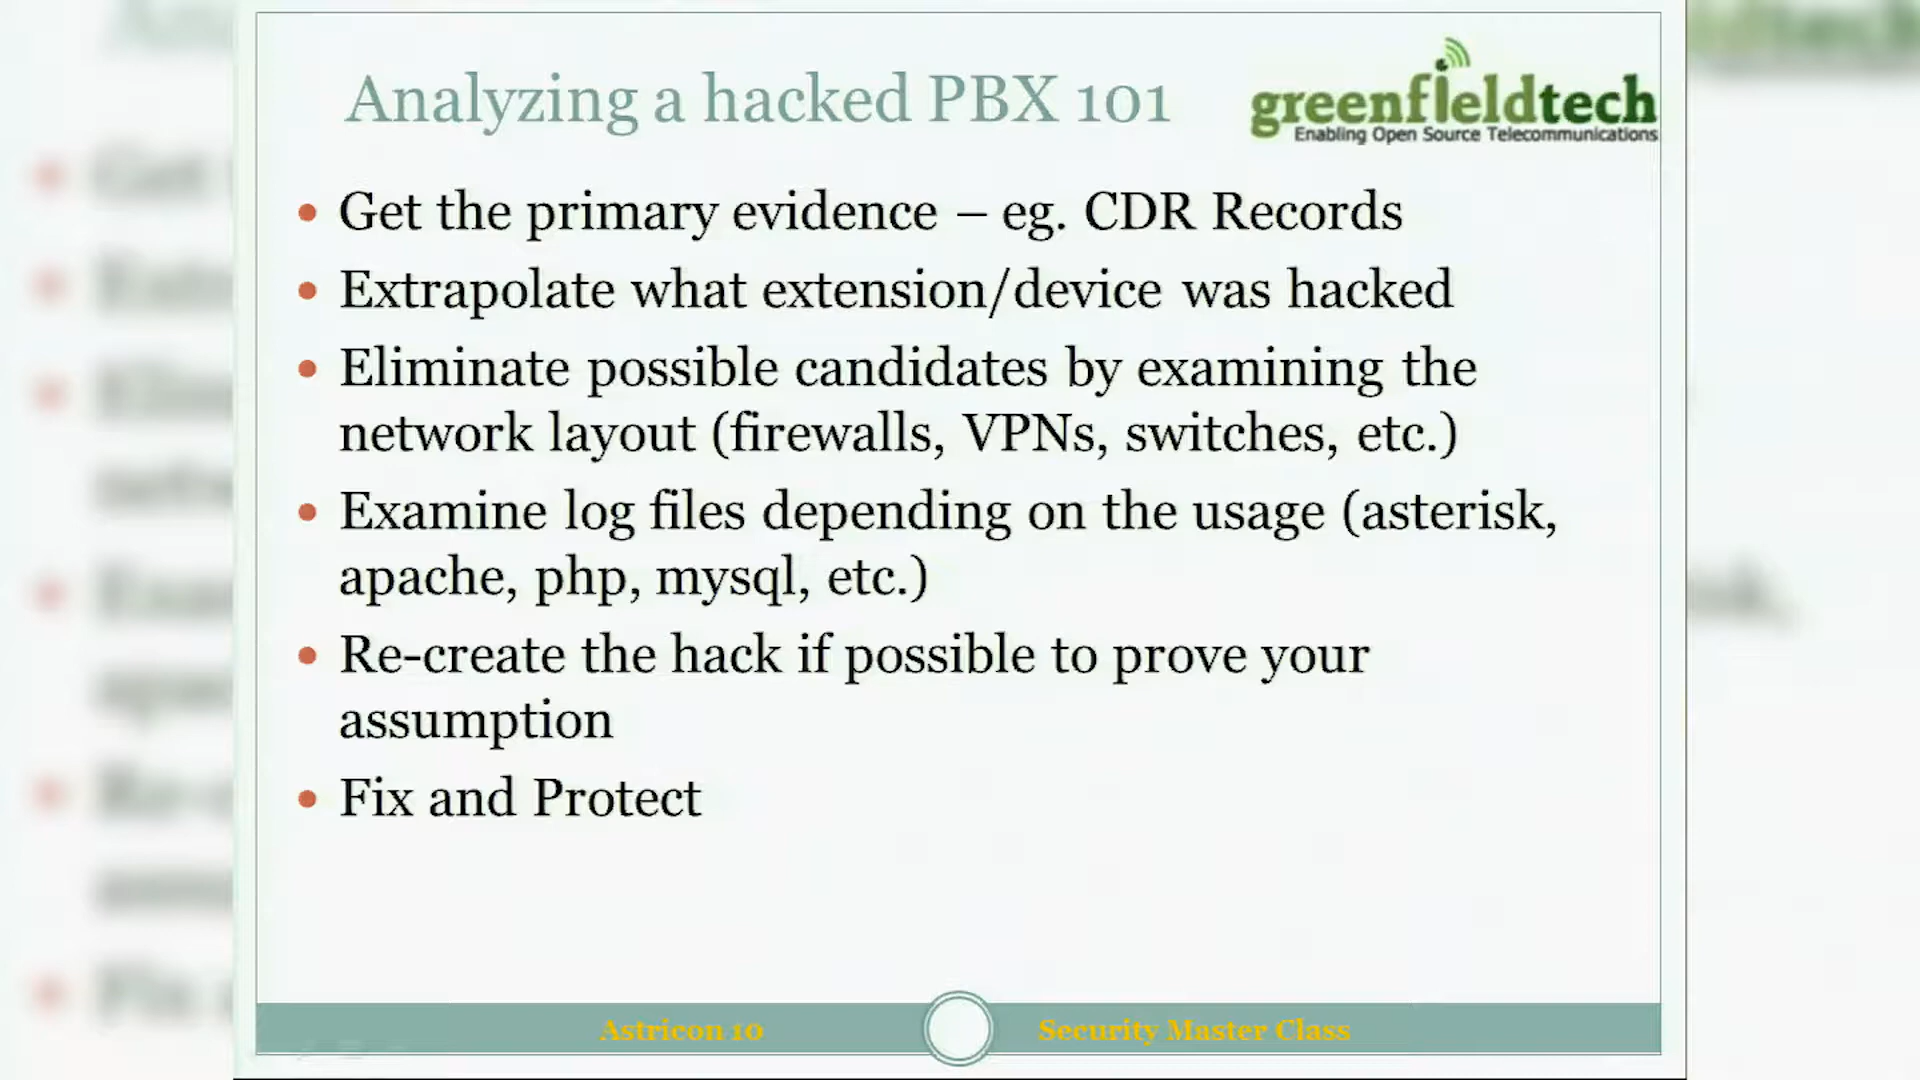 Analyzing a hacked PBX 101
greenfieldtech
Enabling Open Source Telecommunications
• Get the primary evidence – eg. CDR Records
• Extrapolate what extension/device was hacked
• Eliminate possible candidates by examining the
network layout (firewalls, VPNs, switches, etc.)
• Examine log files depending on the usage (asterisk,
apache, php, mysql, etc.)
• Re-create the hack if possible to prove your
assumption
• Fix and Protect
Astricon 10
Security Master Class